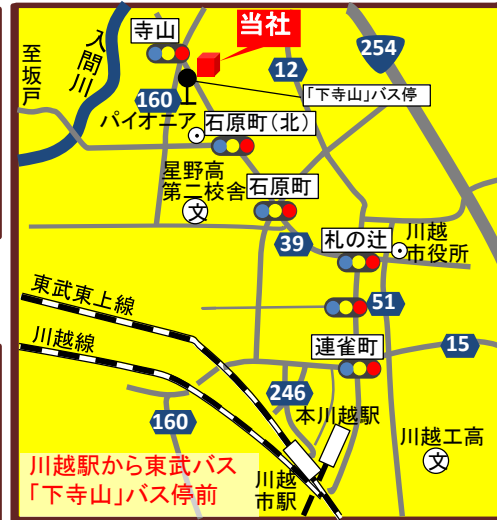 寺山
当社
254
至坂戸
入間川
12
160
「下寺山」バス停
パイオニア
石原町(北)
星野高
第二校舎
文
石原町
札の辻
川越
市役所
39
東武東上線
51
川越線
連雀町
15
246
160
本川越駅
川越工高
文
川越
市駅
川越駅から東武バス
「下寺山」バス停前